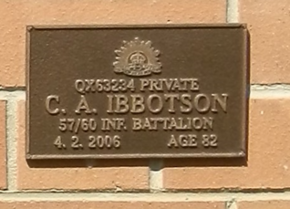 QX63234 PRIVATE
C. A. IBBOTSON
57/60 INF. BATTALION
4. 2. 2006 AGE 82